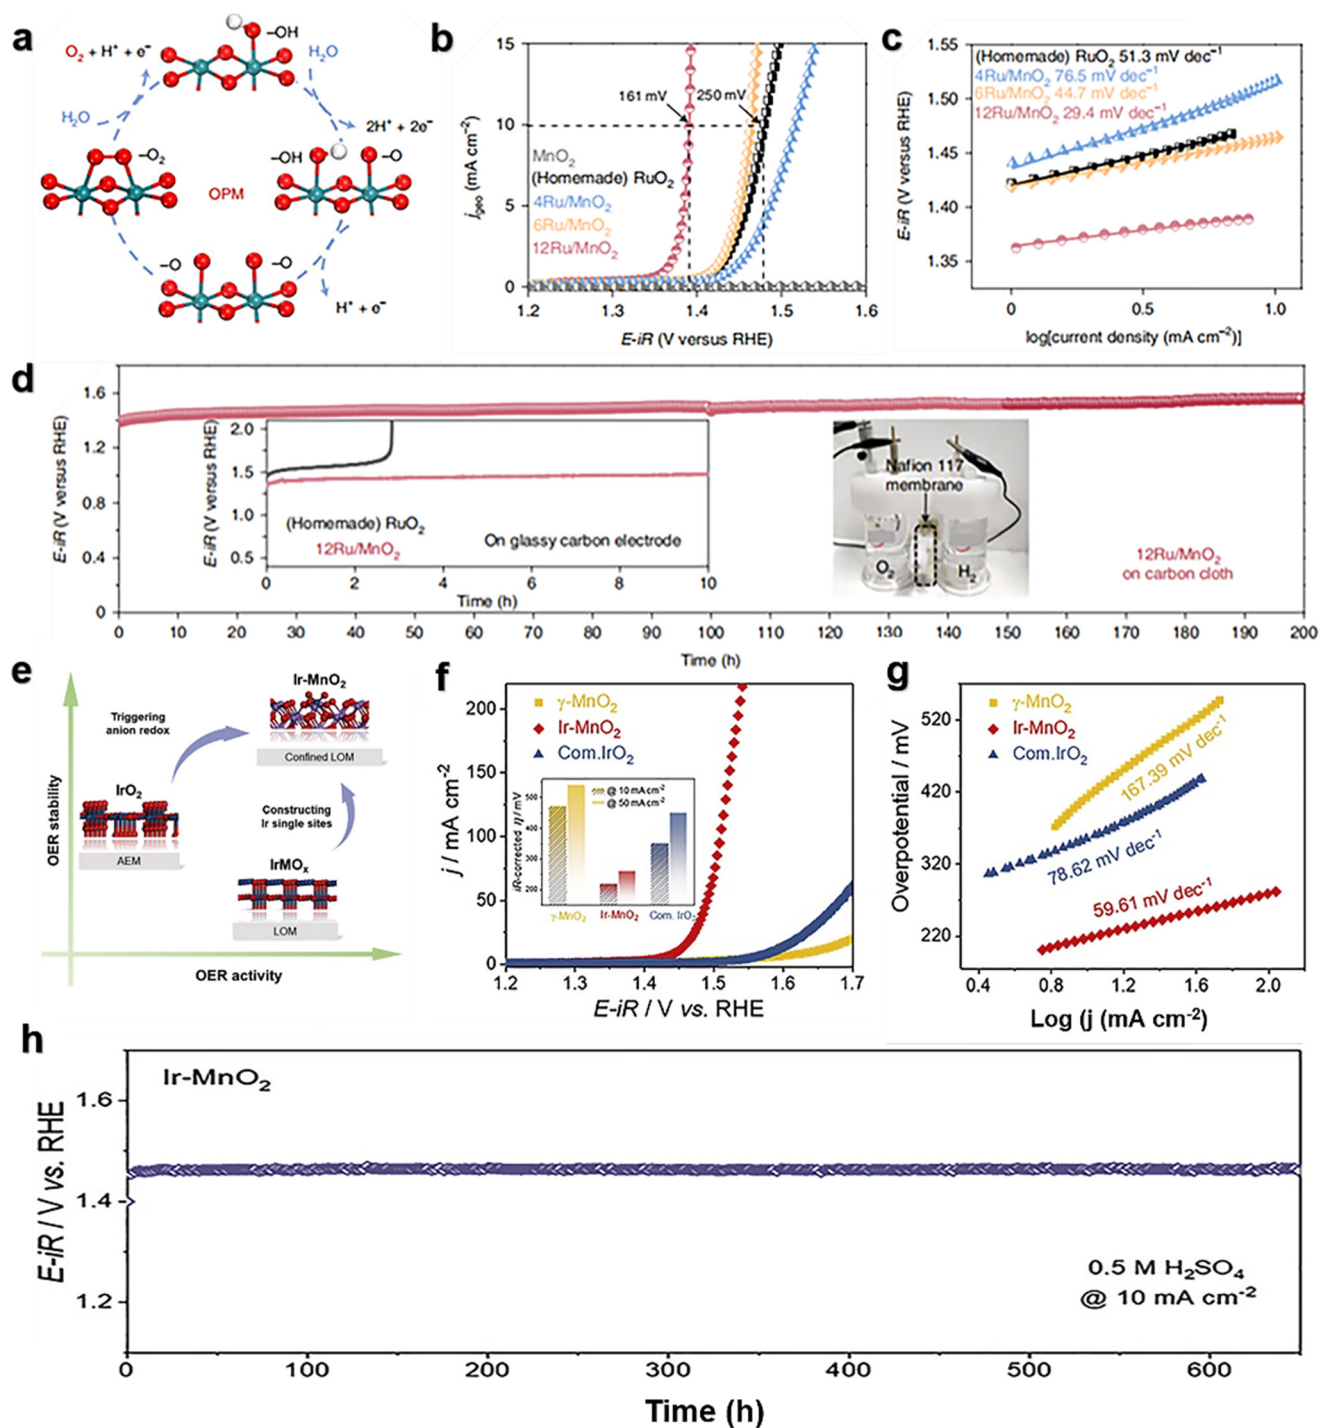 a
O₂ + H⁺ + e⁻
–OH
H₂O
H₂O
2H⁺ + 2e⁻
–O₂
–OH
–O
OPM
–O
–O
H⁺ + e⁻
b
15
10
5
0
j_geo (mA cm⁻²)
161 mV
250 mV
MnO₂
(Homemade) RuO₂
4Ru/MnO₂
6Ru/MnO₂
12Ru/MnO₂
1.2 1.3 1.4 1.5 1.6
E-iR (V versus RHE)
c
1.55
1.50
1.45
1.40
1.35
E-iR (V versus RHE)
(Homemade) RuO₂ 51.3 mV dec⁻¹
4Ru/MnO₂ 76.5 mV dec⁻¹
6Ru/MnO₂ 44.7 mV dec⁻¹
12Ru/MnO₂ 29.4 mV dec⁻¹
0 0.5 1.0
log[current density (mA cm⁻²)]
d
1.6
1.2
0.8
0.4
0
E-iR (V versus RHE)
2.0
1.5
1.0
0.5
E-iR (V versus RHE)
(Homemade) RuO₂
12Ru/MnO₂
On glassy carbon electrode
0 2 4 6 8 10
Time (h)
Nafion 117
membrane
O₂
H₂
12Ru/MnO₂
on carbon cloth
0 10 20 30 40 50 60 70 80 90 100 110 120 130 140 150 160 170 180 190 200
Time (h)
e
OER stability
Ir-MnO₂
Triggering
anion redox
Confined LOM
IrO₂
AEM
Constructing
Ir single sites
IrMOₓ
LOM
OER activity
f
200
150
100
50
0
j / mA cm⁻²
γ-MnO₂
Ir-MnO₂
Com.IrO₂
@ 10 mA cm⁻²
@ 50 mA cm⁻²
500
400
300
200
iR-corrected η / mV
γ-MnO₂ Ir-MnO₂ Com. IrO₂
1.2 1.3 1.4 1.5 1.6 1.7
E-iR / V vs. RHE
g
520
420
320
220
Overpotential / mV
γ-MnO₂
Ir-MnO₂
Com.IrO₂
167.39 mV dec⁻¹
78.62 mV dec⁻¹
59.61 mV dec⁻¹
0.4 0.8 1.2 1.6 2.0
Log (j (mA cm⁻²)
h
Ir-MnO₂
1.6
1.4
1.2
E-iR / V vs. RHE
0.5 M H₂SO₄
@ 10 mA cm⁻²
0 100 200 300 400 500 600
Time (h)